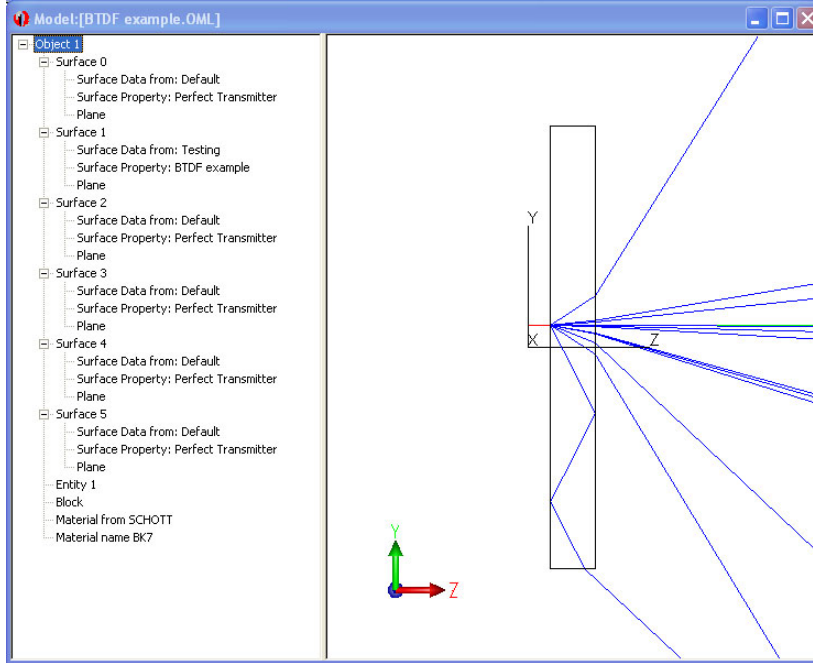 Model:[BTDF example.OML]
Object 1
Surface 0
Surface Data from: Default
Surface Property: Perfect Transmitter
Plane
Surface 1
Surface Data from: Testing
Surface Property: BTDF example
Plane
Surface 2
Surface Data from: Default
Surface Property: Perfect Transmitter
Plane
Surface 3
Surface Data from: Default
Surface Property: Perfect Transmitter
Plane
Surface 4
Surface Data from: Default
Surface Property: Perfect Transmitter
Plane
Surface 5
Surface Data from: Default
Surface Property: Perfect Transmitter
Plane
Entity 1
Block
Material from SCHOTT
Material name BK7
Y
X
Z
Y
Z